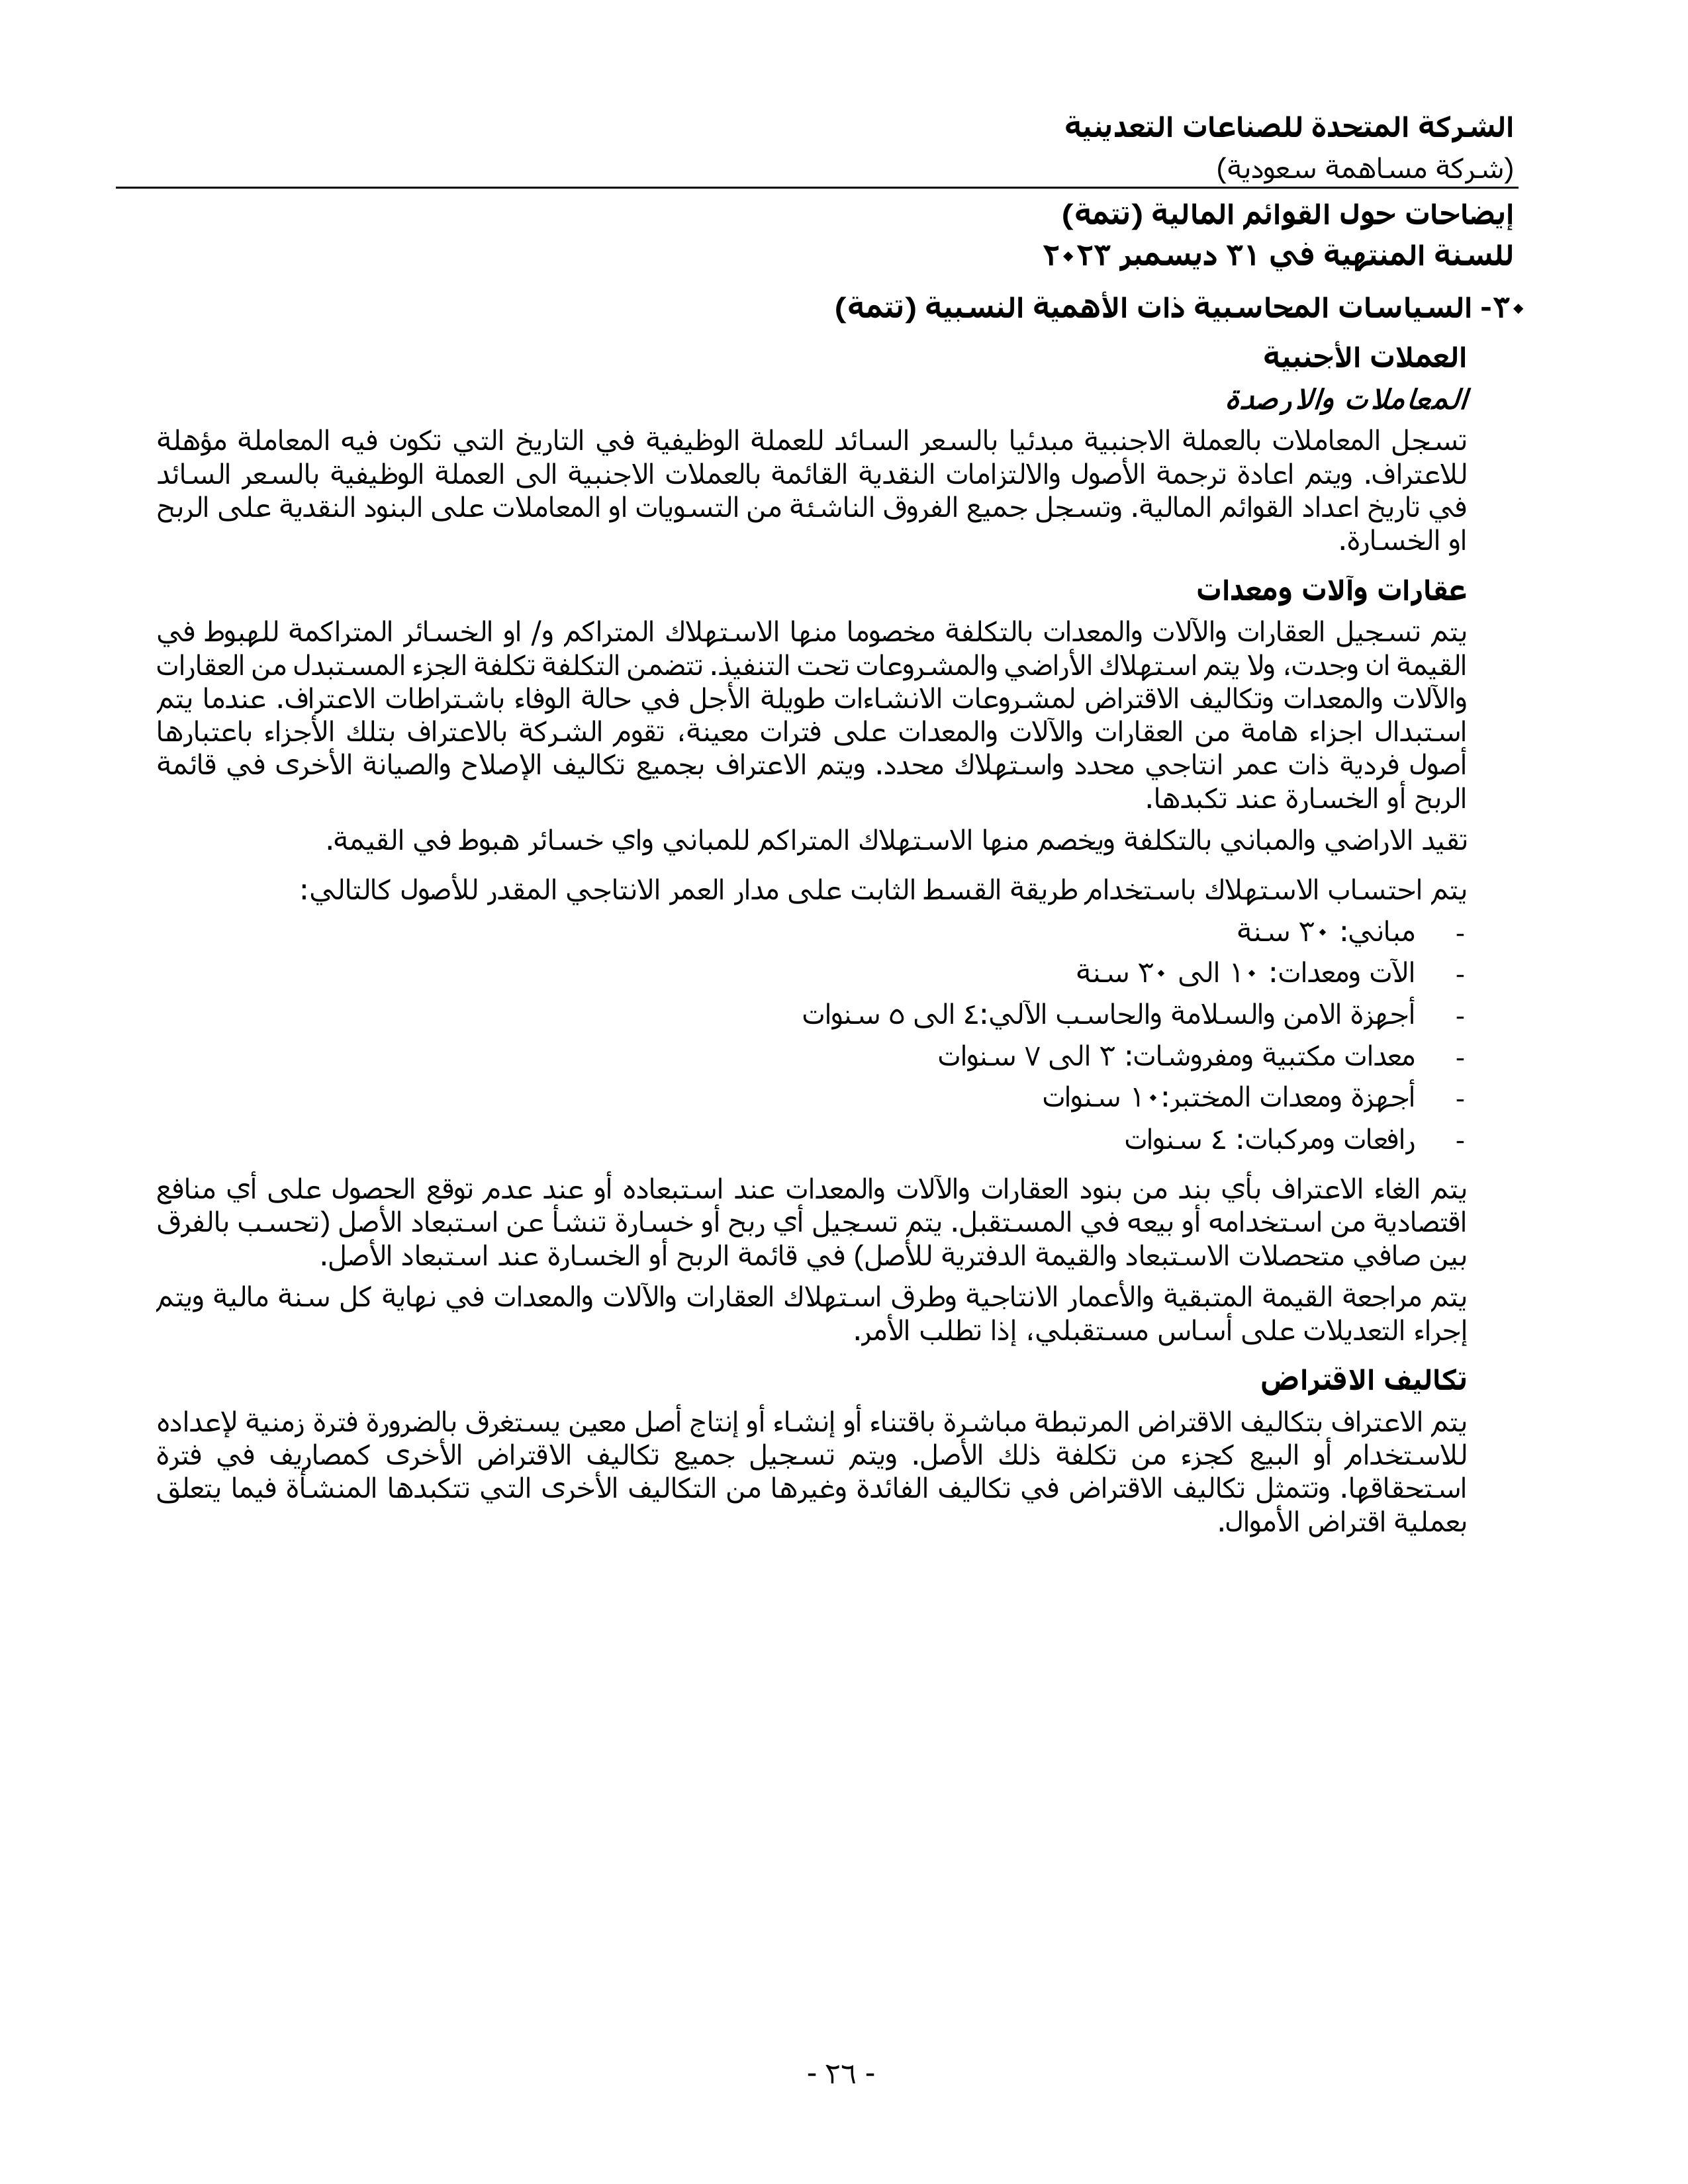 الشركة المتحدة للصناعات التعدينية
(شركة مساهمة سعودية)
إيضاحات حول القوائم المالية (تتمة)
للسنة المنتهية في ٣١ ديسمبر ٢٠٢٣
٣٠- السياسات المحاسبية ذات الأهمية النسبية (تتمة)
العملات الأجنبية
المعاملات والارصدة
تسجل المعاملات بالعملة الاجنبية مبدئيا بالسعر السائد للعملة الوظيفية في التاريخ التي تكون فيه المعاملة مؤهلة
للاعتراف. ويتم اعادة ترجمة الأصول والالتزامات النقدية القائمة بالعملات الاجنبية الى العملة الوظيفية بالسعر السائد
في تاريخ اعداد القوائم المالية. وتسجل جميع الفروق الناشئة من التسويات او المعاملات على البنود النقدية على الربح
او الخسارة.
عقارات وآلات ومعدات
يتم تسجيل العقارات والآلات والمعدات بالتكلفة مخصوما منها الاستهلاك المتراكم و/ او الخسائر المتراكمة للهبوط في
القيمة ان وجدت، ولا يتم استهلاك الأراضي والمشروعات تحت التنفيذ. تتضمن التكلفة تكلفة الجزء المستبدل من العقارات
والآلات والمعدات وتكاليف الاقتراض لمشروعات الانشاءات طويلة الأجل في حالة الوفاء باشتراطات الاعتراف. عندما يتم
استبدال اجزاء هامة من العقارات والآلات والمعدات على فترات معينة، تقوم الشركة بالاعتراف بتلك الأجزاء باعتبارها
أصول فردية ذات عمر انتاجي محدد واستهلاك محدد. ويتم الاعتراف بجميع تكاليف الإصلاح والصيانة الأخرى في قائمة
الربح أو الخسارة عند تكبدها.
تقيد الاراضي والمباني بالتكلفة ويخصم منها الاستهلاك المتراكم للمباني واي خسائر هبوط في القيمة.
يتم احتساب الاستهلاك باستخدام طريقة القسط الثابت على مدار العمر الانتاجي المقدر للأصول كالتالي:
- مباني: ٣٠ سنة
- الآت ومعدات: ١٠ الى ٣٠ سنة
- أجهزة الامن والسلامة والحاسب الآلي:٤ الى ٥ سنوات
- معدات مكتبية ومفروشات: ٣ الى ٧ سنوات
- أجهزة ومعدات المختبر:١٠ سنوات
- رافعات ومركبات: ٤ سنوات
يتم الغاء الاعتراف بأي بند من بنود العقارات والآلات والمعدات عند استبعاده أو عند عدم توقع الحصول على أي منافع
اقتصادية من استخدامه أو بيعه في المستقبل. يتم تسجيل أي ربح أو خسارة تنشأ عن استبعاد الأصل (تحسب بالفرق
بين صافي متحصلات الاستبعاد والقيمة الدفترية للأصل) في قائمة الربح أو الخسارة عند استبعاد الأصل.
يتم مراجعة القيمة المتبقية والأعمار الانتاجية وطرق استهلاك العقارات والآلات والمعدات في نهاية كل سنة مالية ويتم
إجراء التعديلات على أساس مستقبلي، إذا تطلب الأمر.
تكاليف الاقتراض
يتم الاعتراف بتكاليف الاقتراض المرتبطة مباشرة باقتناء أو إنشاء أو إنتاج أصل معين يستغرق بالضرورة فترة زمنية لإعداده
للاستخدام أو البيع كجزء من تكلفة ذلك الأصل. ويتم تسجيل جميع تكاليف الاقتراض الأخرى كمصاريف في فترة
استحقاقها. وتتمثل تكاليف الاقتراض في تكاليف الفائدة وغيرها من التكاليف الأخرى التي تتكبدها المنشأة فيما يتعلق
بعملية اقتراض الأموال.
- ٢٦ -